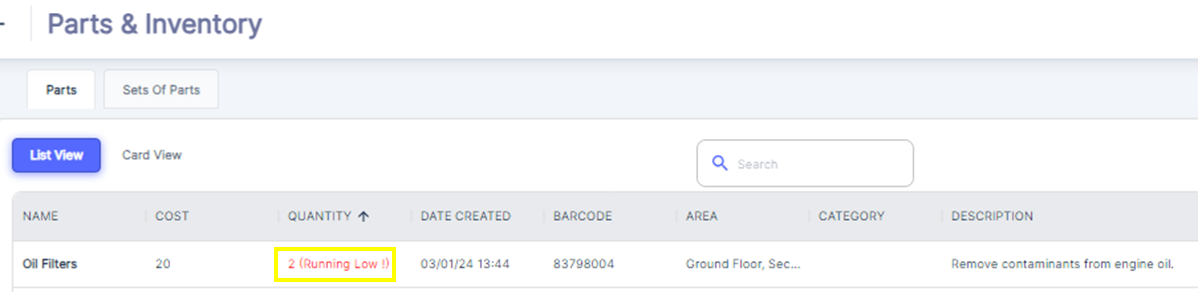 Parts & Inventory
Parts Sets Of Parts
List View Card View Search
NAME COST QUANTITY DATE CREATED BARCODE AREA CATEGORY DESCRIPTION
Oil Filters 20 2 (Running Low !) 03/01/24 13:44 83798004 Ground Floor, Sec... Remove contaminants from engine oil.